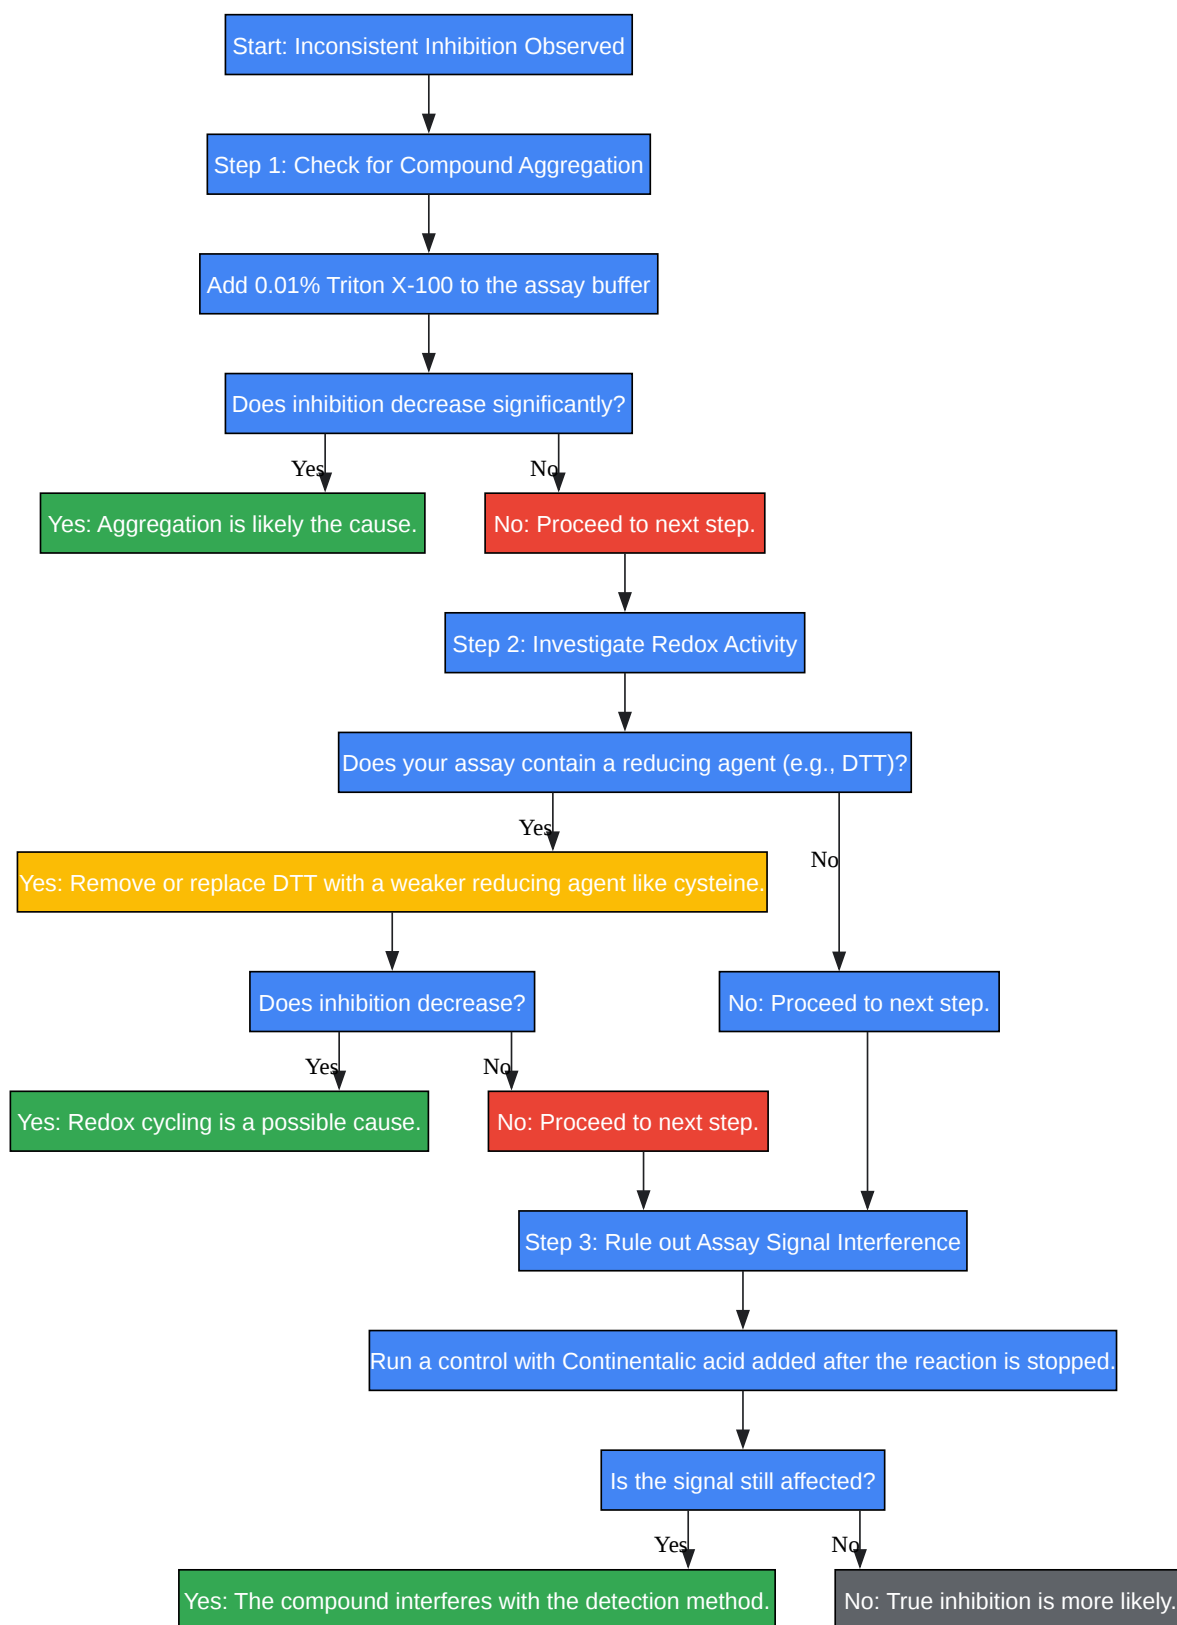 Start: Inconsistent Inhibition Observed
Step 1: Check for Compound Aggregation
Add 0.01% Triton X-100 to the assay buffer
Does inhibition decrease significantly?
Yes
No
Yes: Aggregation is likely the cause.
No: Proceed to next step.
Step 2: Investigate Redox Activity
Does your assay contain a reducing agent (e.g., DTT)?
Yes
No
Yes: Remove or replace DTT with a weaker reducing agent like cysteine.
Does inhibition decrease?
No: Proceed to next step.
Yes
No
Yes: Redox cycling is a possible cause.
No: Proceed to next step.
Step 3: Rule out Assay Signal Interference
Run a control with Continentalic acid added after the reaction is stopped.
Is the signal still affected?
Yes
No
Yes: The compound interferes with the detection method.
No: True inhibition is more likely.